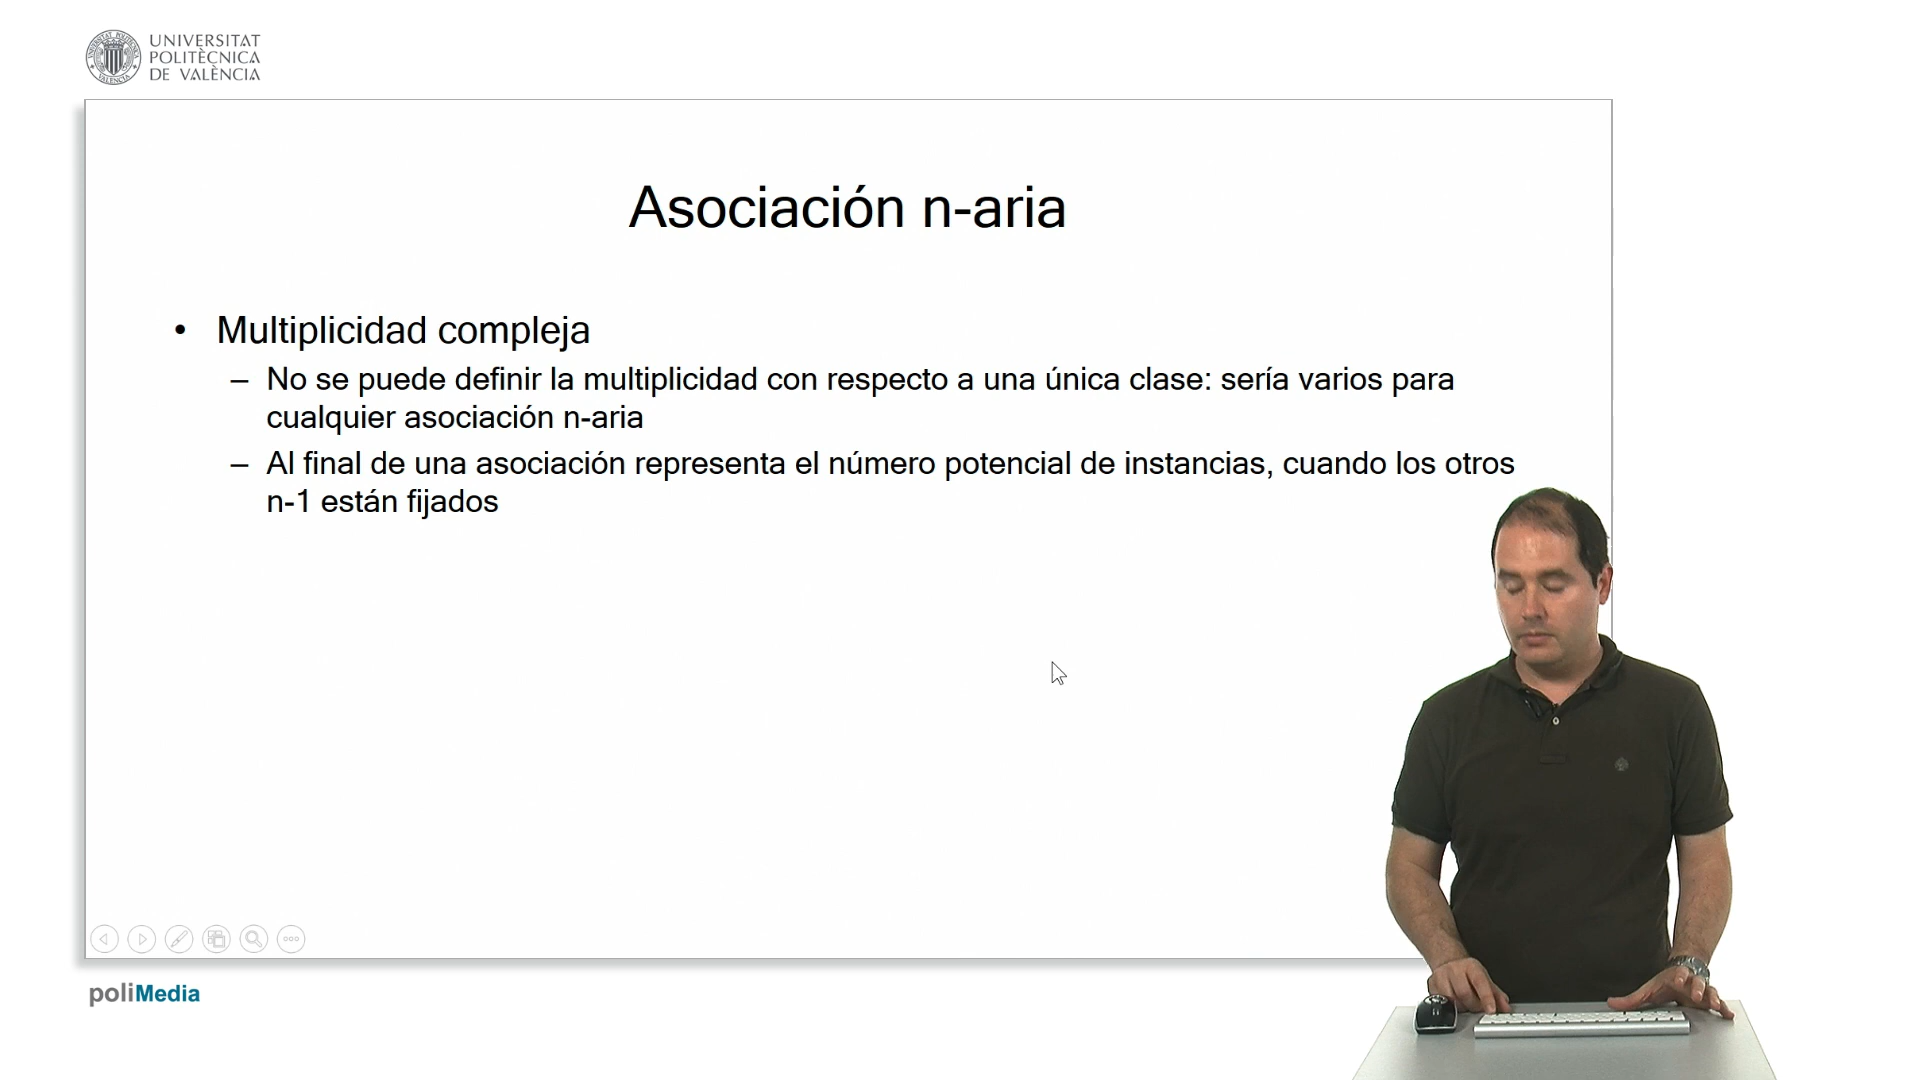 UNIVERSITAT
POLITÈCNICA
DE VALÈNCIA
Asociación n-aria
• Multiplicidad compleja
– No se puede definir la multiplicidad con respecto a una única clase: sería varios para
cualquier asociación n-aria
– Al final de una asociación representa el número potencial de instancias, cuando los otros
n-1 están fijados
poliMedia